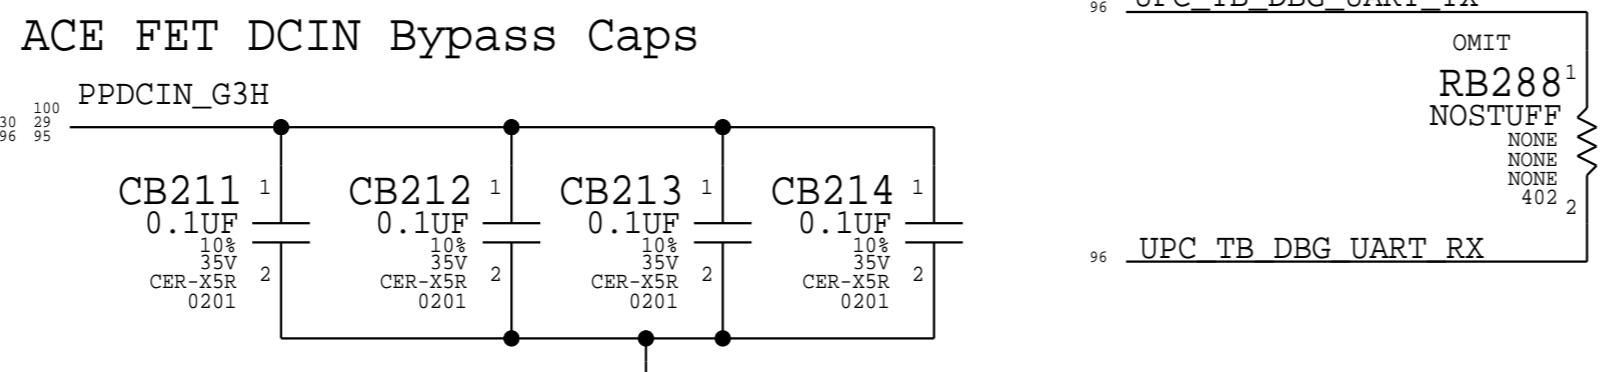 ACE FET DCIN Bypass Caps
PPDCIN_G3H
100
30 29
96 95
CB211 1
0.1UF
10%
35V
CER-X5R
0201
2
CB212 1
0.1UF
10%
35V
CER-X5R
0201
2
CB213 1
0.1UF
10%
35V
CER-X5R
0201
2
CB214 1
0.1UF
10%
35V
CER-X5R
0201
2
96 UPC_TB_DBG_UART_TX
OMIT
RB288 1
NOSTUFF
NONE
NONE
NONE
402
2
96 UPC_TB_DBG_UART_RX